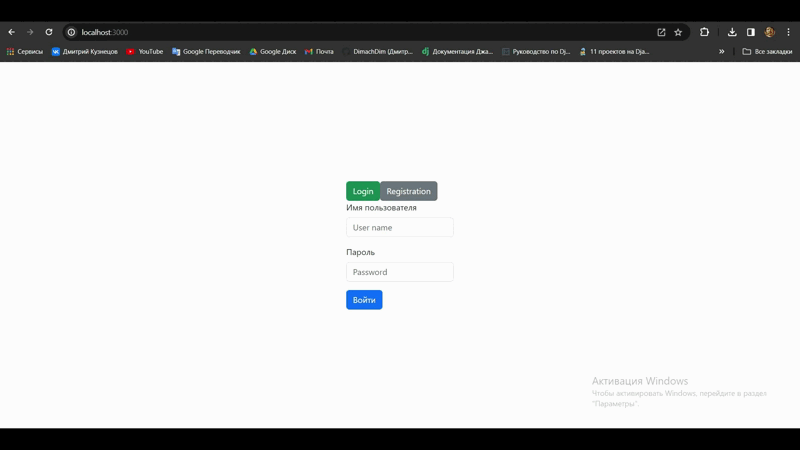 localhost:3000
Сервисы Дмитрий Кузнецов YouTube Google Переводчик Google Диск Почта DimachDim (Дмитр... Документация Джа... Руководство по Dj... 11 проектов на Dja... » Все закладки
Login Registration
Имя пользователя
User name
Пароль
Password
Войти
Активация Windows
Чтобы активировать Windows, перейдите в раздел
"Параметры".